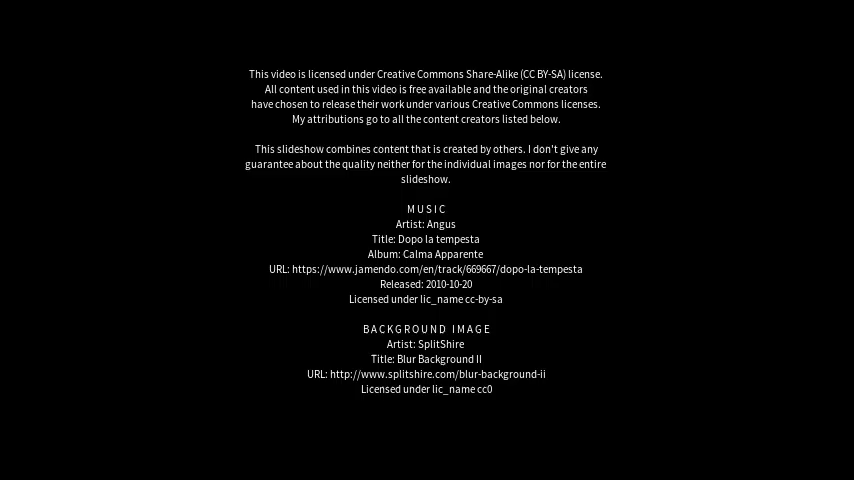 This video is licensed under Creative Commons Share-Alike (CC BY-SA) license.
All content used in this video is free available and the original creators
have chosen to release their work under various Creative Commons licenses.
My attributions go to all the content creators listed below.
This slideshow combines content that is created by others. I don't give any
guarantee about the quality neither for the individual images nor for the entire
slideshow.
MUSIC
Artist: Angus
Title: Dopo la tempesta
Album: Calma Apparente
URL: https://www.jamendo.com/en/track/669667/dopo-la-tempesta
Released: 2010-10-20
Licensed under lic_name cc-by-sa
BACKGROUND IMAGE
Artist: SplitShire
Title: Blur Background II
URL: http://www.splitshire.com/blur-background-ii
Licensed under lic_name cc0